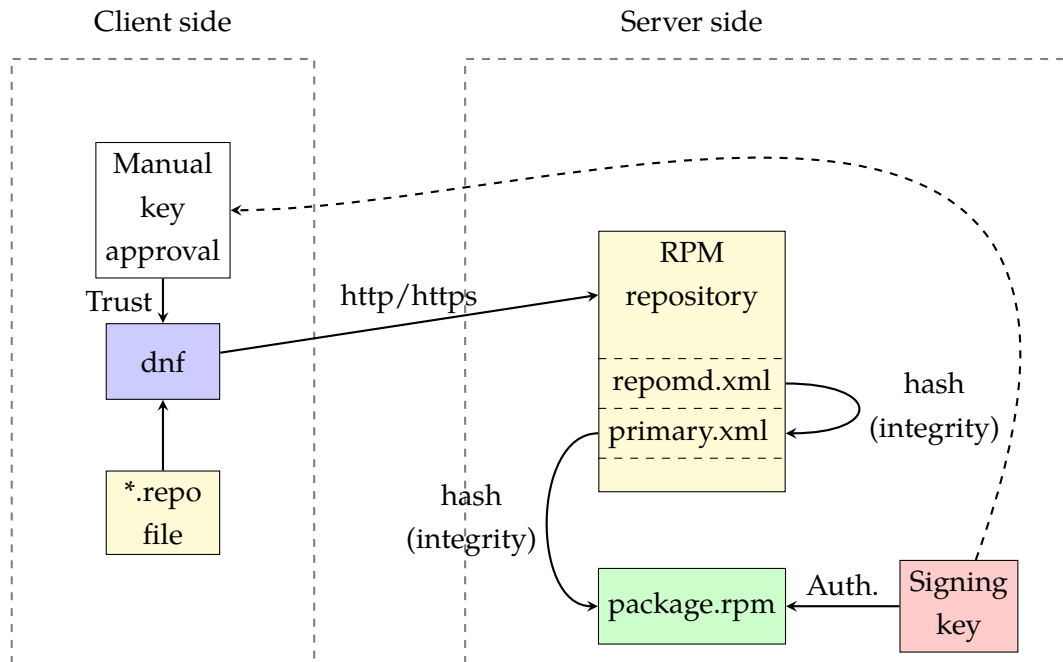 Client side
Server side
Manual
key
approval
Trust
dnf
*.repo
file
http/https
RPM
repository
repomd.xml
primary.xml
hash
(integrity)
hash
(integrity)
package.rpm
Auth.
Signing
key